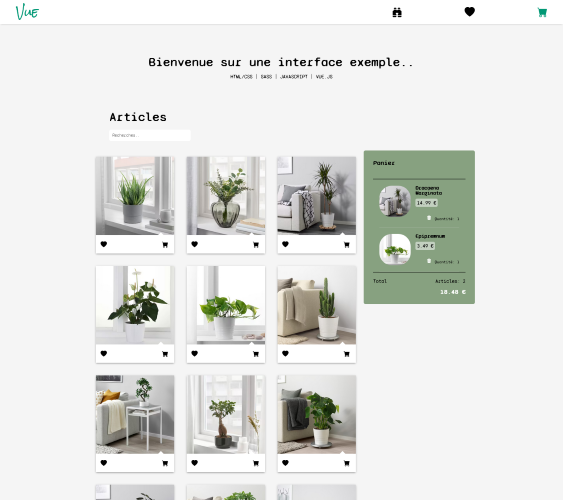 Vue
Bienvenue sur une interface exemple..
HTML/CSS | SASS | JAVASCRIPT | VUE.JS
Articles
Recherches..
Panier
Dracaena
Marginata
14.99 €
Quantité: 1
Epipremnum
3.49 €
Quantité: 1
Total Articles: 2
18.48 €